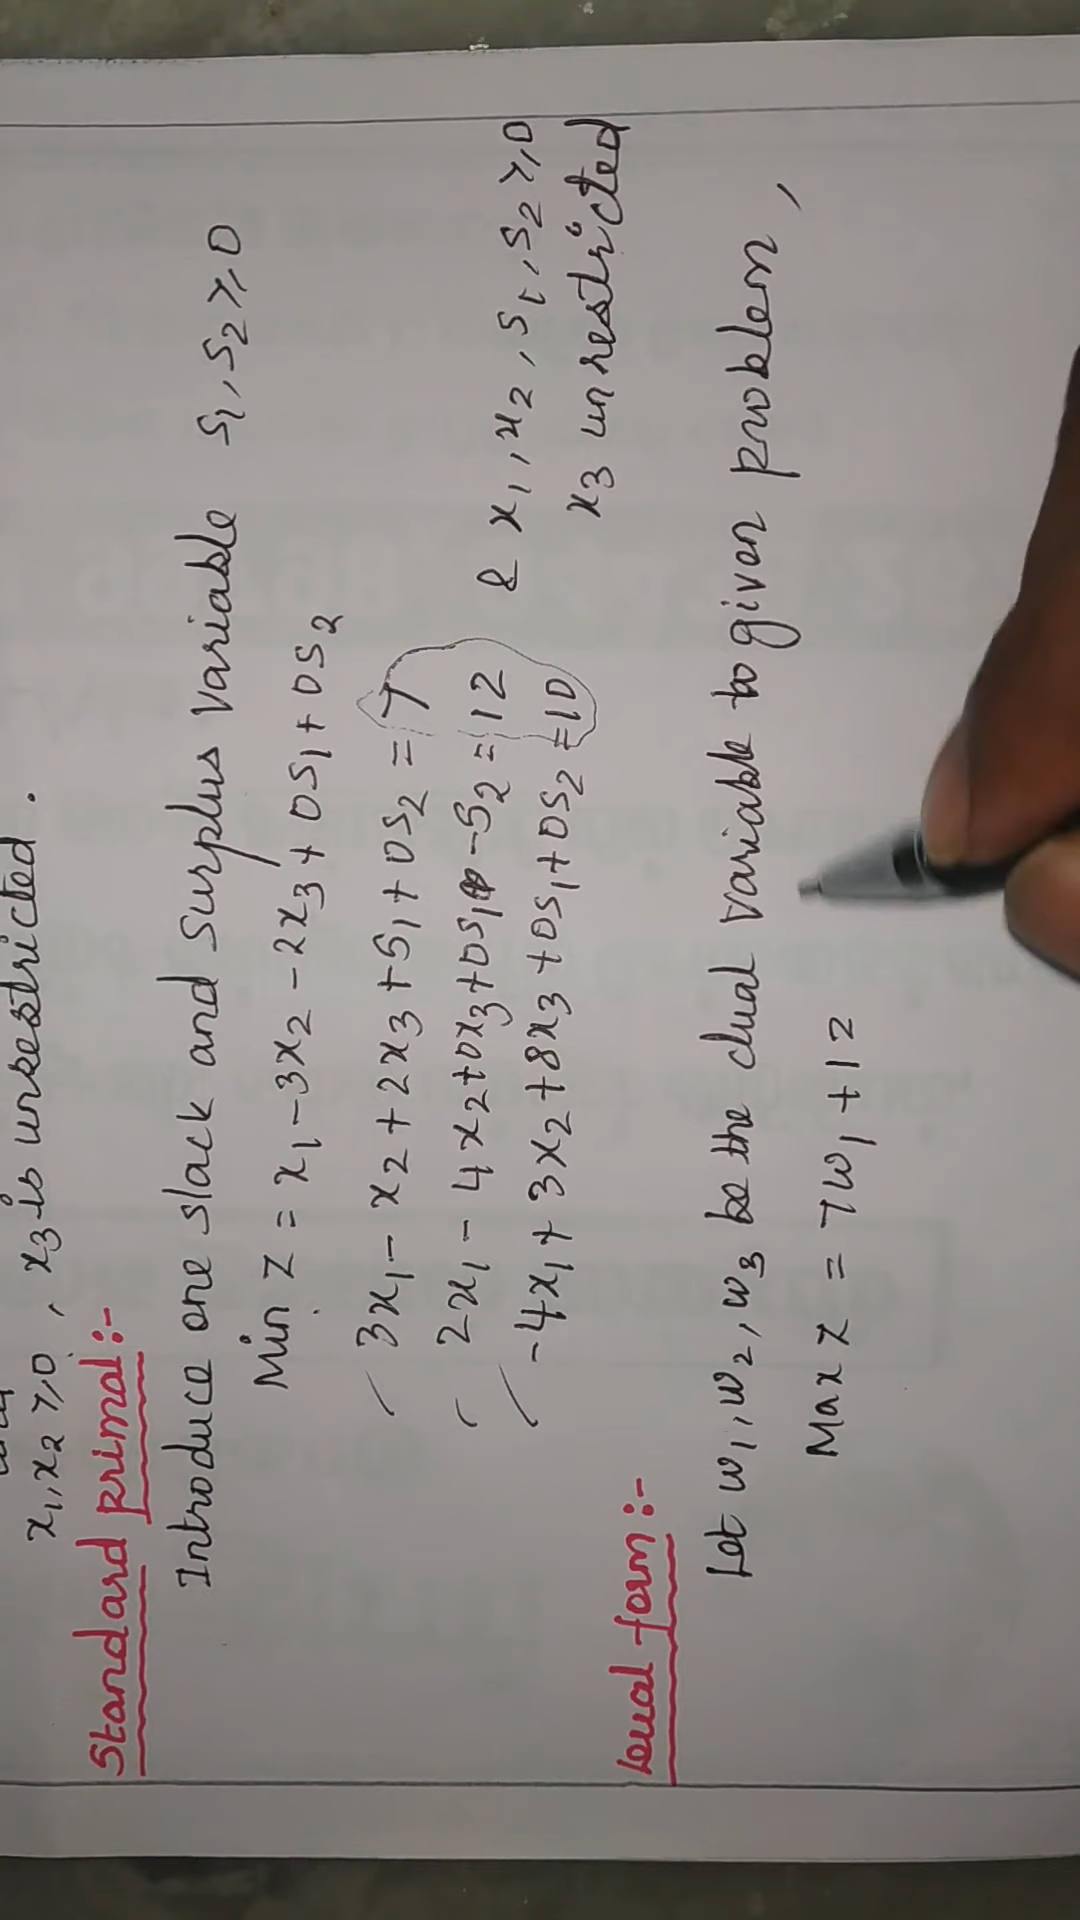 x1, x2 ≥ 0, x3 is unrestricted.
Standard primal:-
Introduce one slack and surplus variable s1, s2 ≥ 0
Min Z = x1 - 3x2 - 2x3 + 0s1 + 0s2
3x1 - x2 + 2x3 + s1 + 0s2 = 7
2x1 - 4x2 + 0x3 + 0s1 - s2 = 12
-4x1 + 3x2 + 8x3 + 0s1 + 0s2 = 10
& x1, x2, s1, s2 ≥ 0
x3 unrestricted
Dual form:-
Let w1, w2, w3 be the dual variable to given problem,
Max Z = 7w1 + 12